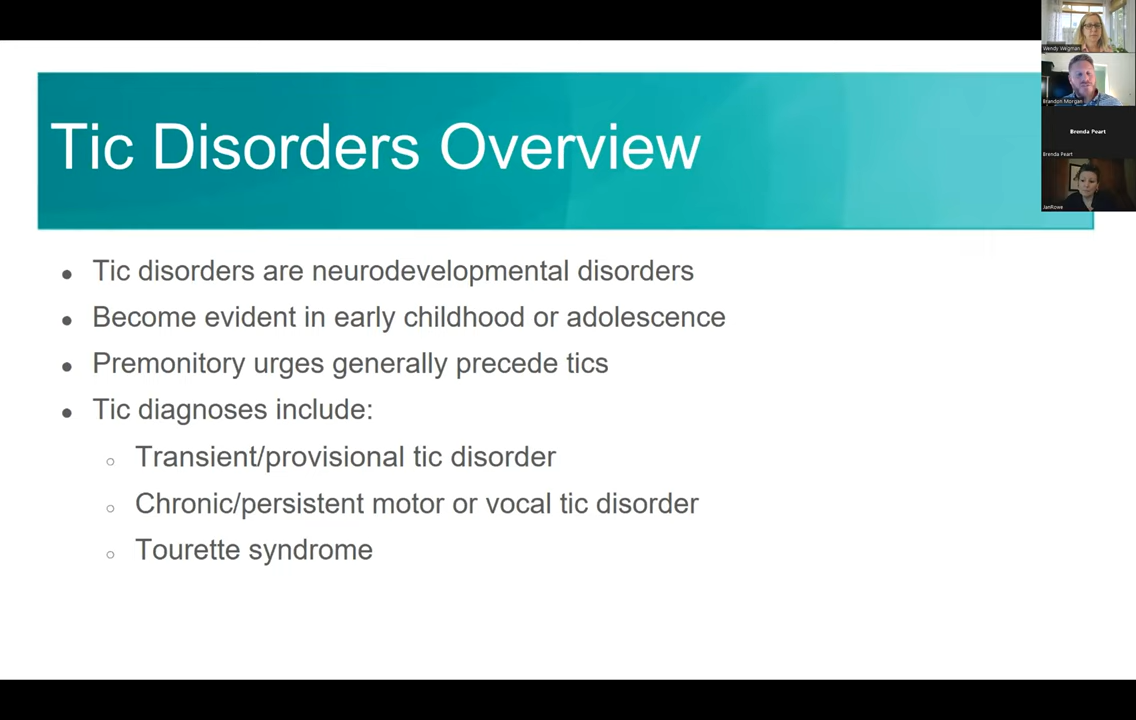 Tic Disorders Overview
Wendy Wegman
Brandon Morgan
Brenda Peart
Brenda Peart
JanRowe
● Tic disorders are neurodevelopmental disorders
● Become evident in early childhood or adolescence
● Premonitory urges generally precede tics
● Tic diagnoses include:
○ Transient/provisional tic disorder
○ Chronic/persistent motor or vocal tic disorder
○ Tourette syndrome